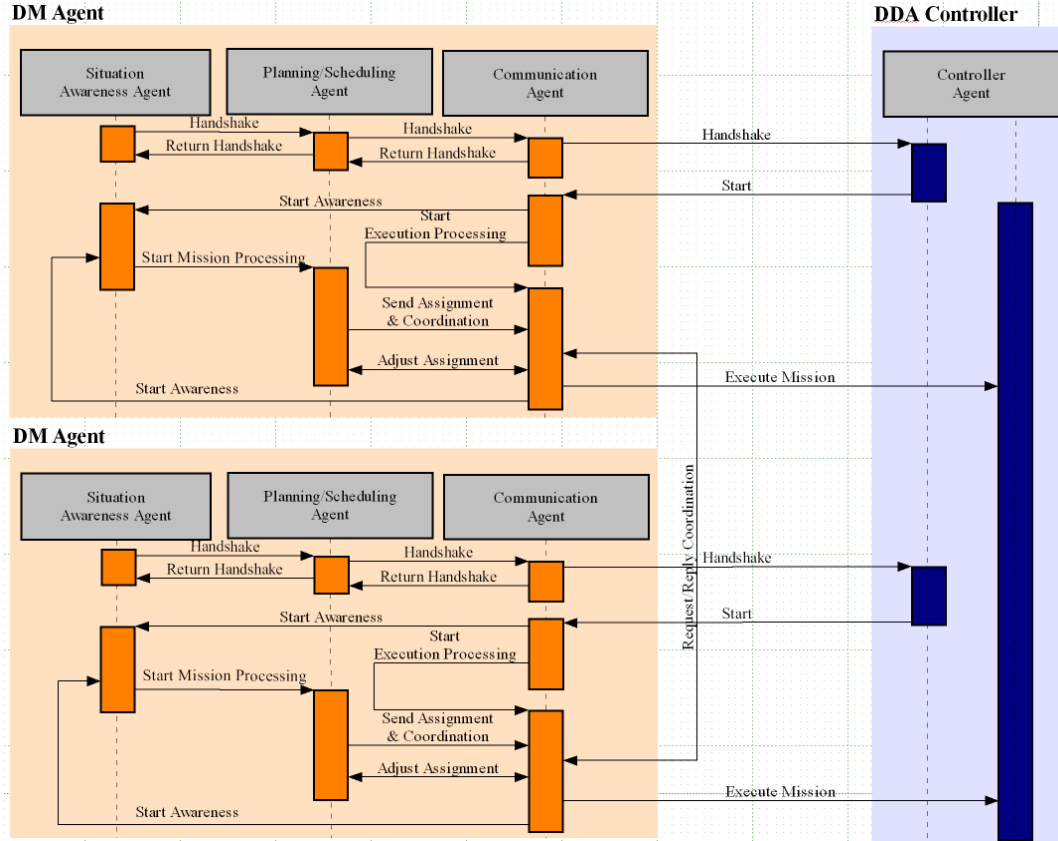 DM Agent
DDA Controller
Situation
Awareness Agent
Planning/Scheduling
Agent
Communication
Agent
Controller
Agent
Handshake
Handshake
Handshake
Return Handshake
Return Handshake
Start
Start Awareness
Start
Execution Processing
Start Mission Processing
Send Assignment
& Coordination
Adjust Assignment
Start Awareness
Execute Mission
DM Agent
Request/Reply Coordination
Situation
Awareness Agent
Planning/Scheduling
Agent
Communication
Agent
Handshake
Handshake
Handshake
Return Handshake
Return Handshake
Start Awareness
Start
Start
Execution Processing
Start Mission Processing
Send Assignment
& Coordination
Adjust Assignment
Execute Mission
Start Awareness